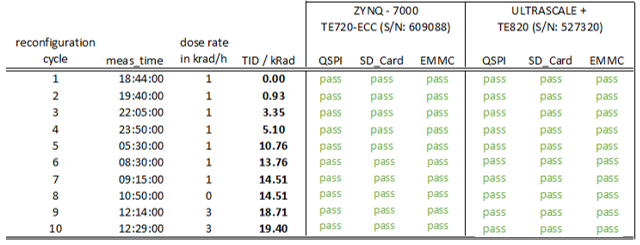 ZYNQ - 7000 ULTRASCALE +
TE720-ECC (S/N: 609088) TE820 (S/N: 527320)
reconfiguration dose rate
cycle meas_time in krad/h TID / kRad QSPI SD_Card EMMC QSPI SD_Card EMMC
1 18:44:00 1 0.00 pass pass pass pass pass pass
2 19:40:00 1 0.93 pass pass pass pass pass pass
3 22:05:00 1 3.35 pass pass pass pass pass pass
4 23:50:00 1 5.10 pass pass pass pass pass pass
5 05:30:00 1 10.76 pass pass pass pass pass pass
6 08:30:00 1 13.76 pass pass pass pass pass pass
7 09:15:00 1 14.51 pass pass pass pass pass pass
8 10:50:00 0 14.51 pass pass pass pass pass pass
9 12:14:00 3 18.71 pass pass pass pass pass pass
10 12:29:00 3 19.40 pass pass pass pass pass pass